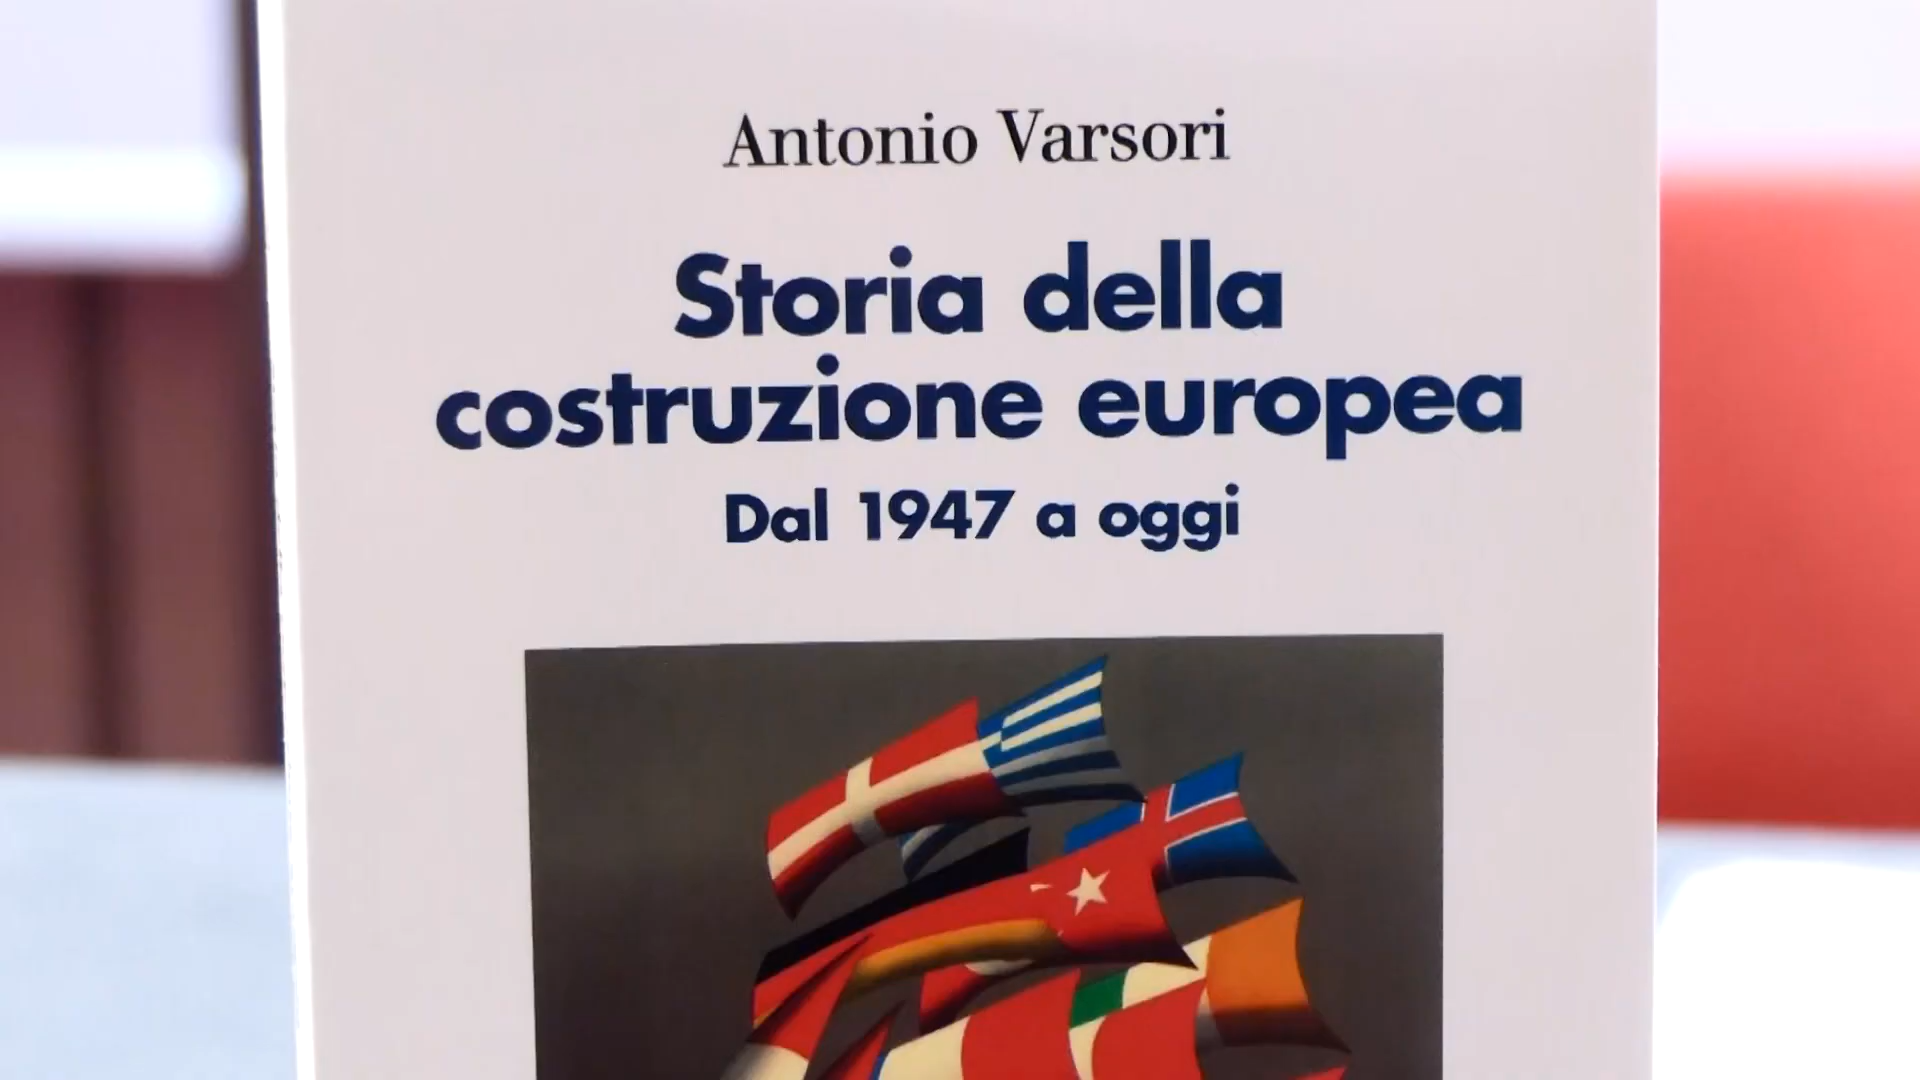 Antonio Varsori
Storia della
costruzione europea
Dal 1947 a oggi